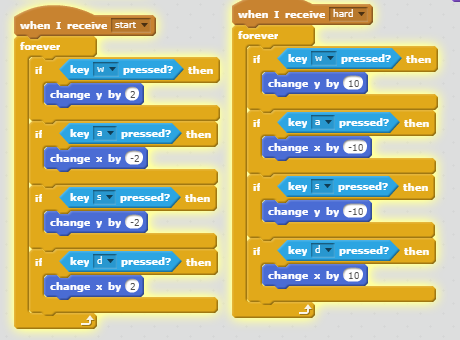 when I receive start
forever
if key w pressed? then
change y by 2
if key a pressed? then
change x by -2
if key s pressed? then
change y by -2
if key d pressed? then
change x by 2
when I receive hard
forever
if key w pressed? then
change y by 10
if key a pressed? then
change x by -10
if key s pressed? then
change y by -10
if key d pressed? then
change x by 10